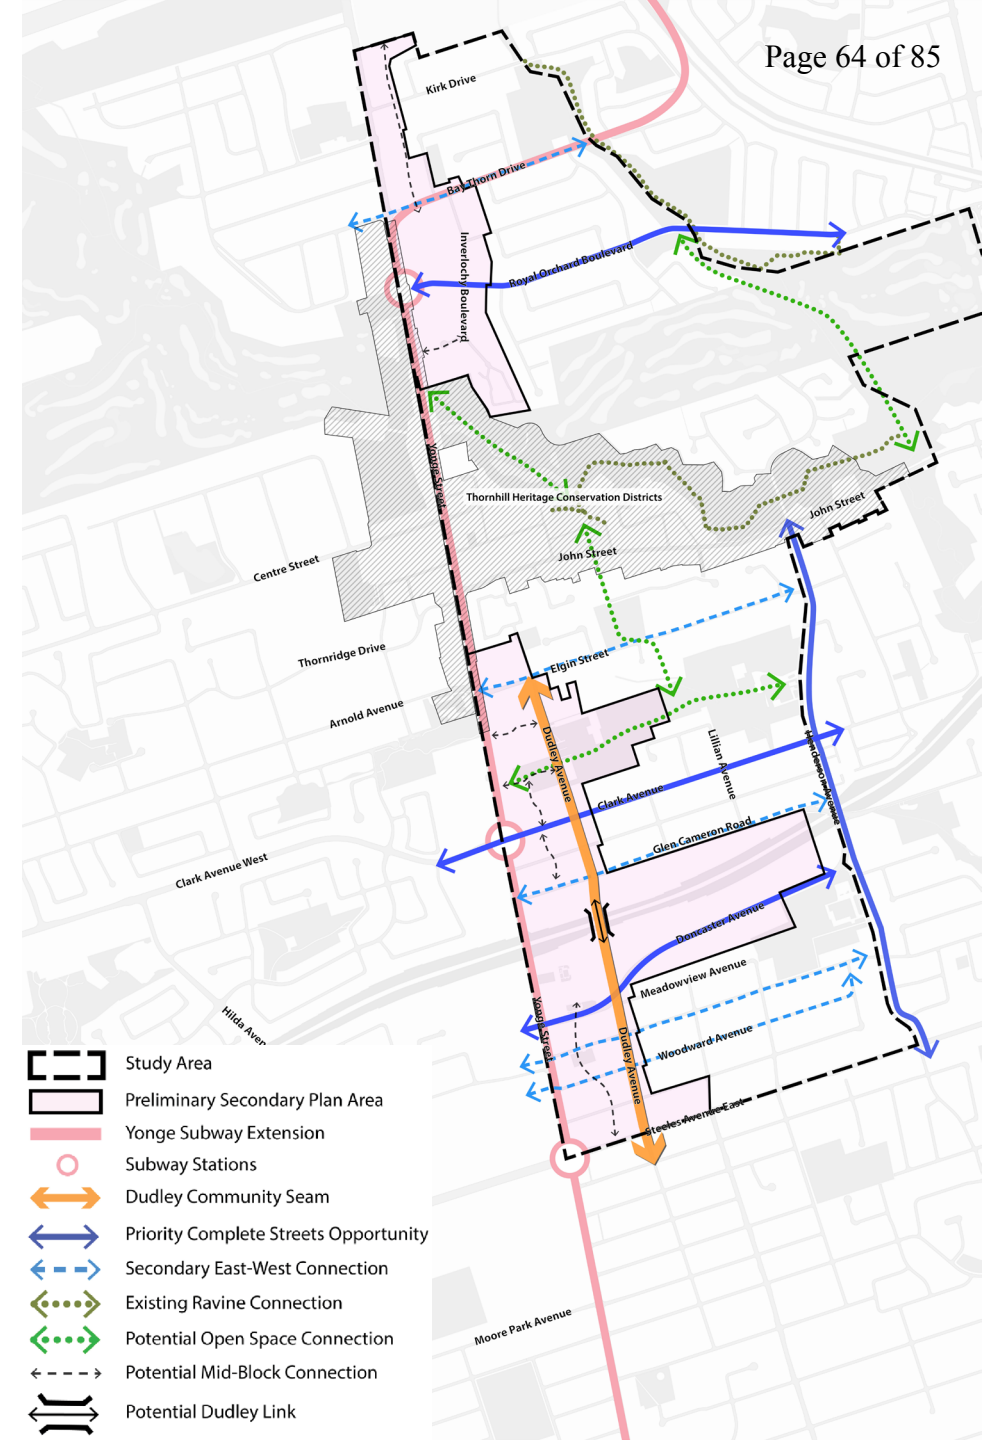 Page 64 of 85
Kirk Drive
Bay Thorn Drive
Inverlochy Boulevard
Royal Orchard Boulevard
Yonge Street
Thornhill Heritage Conservation Districts
John Street
John Street
Centre Street
Thornridge Drive
Elgin Street
Arnold Avenue
Dudley Avenue
Lillian Avenue
Henderson Avenue
Clark Avenue
Glen Cameron Road
Clark Avenue West
Doncaster Avenue
Meadowview Avenue
Hilda Aven
Yonge Street
Woodward Avenue
Dudley Avenue
Steeles Avenue East
Study Area
Preliminary Secondary Plan Area
Yonge Subway Extension
Subway Stations
Dudley Community Seam
Priority Complete Streets Opportunity
Secondary East-West Connection
Existing Ravine Connection
Potential Open Space Connection
Potential Mid-Block Connection
Potential Dudley Link
Moore Park Avenue